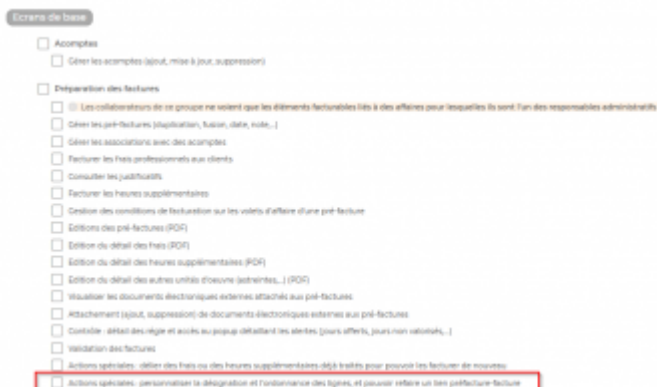 Ecrans de base
Acomptes
Gérer les acomptes (ajout, mise à jour, suppression)
Préparation des factures
Les collaborateurs de ce groupe ne voient que les éléments facturables liés à des affaires pour lesquelles ils sont l'un des responsables administratifs
Gérer les pré-factures (duplication, fusion, date, note,...)
Gérer les associations avec des acomptes
Facturer les frais professionnels aux clients
Consulter les justificatifs
Facturer les heures supplémentaires
Gestion des conditions de facturation sur les volets d'affaire d'une pré-facture
Editions des pré-factures (PDF)
Edition du détail des frais (PDF)
Edition du détail des heures supplémentaires (PDF)
Edition du détail des autres unités d'oeuvre (astreintes,...) (PDF)
Visualiser les documents électroniques externes attachés aux pré-factures
Attachement (ajout, suppression) de documents électroniques externes aux pré-factures
Contrôle : détail des régie et accès au popup détaillant les alertes (jours offerts, jours non valorisés,...)
Validation des factures
Actions spéciales : délier des frais ou des heures supplémentaires déjà traités pour pouvoir les facturer de nouveau
Actions spéciales : personnaliser la désignation et l'ordonnance des lignes, et pouvoir refaire un lien préfacture-facture